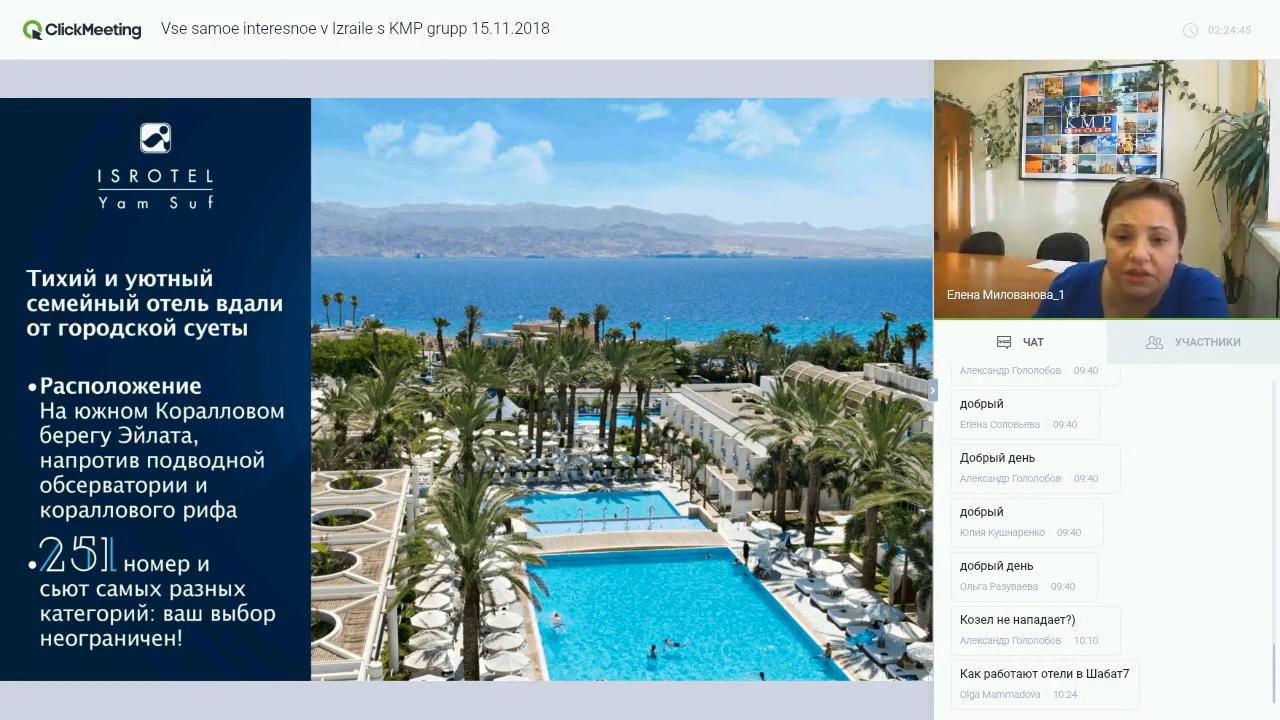 ClickMeeting
Vse samoe interesnoe v Izraile s KMP grupp 15.11.2018
02:24:45
ISROTEL
Yam Suf
Тихий и уютный
семейный отель вдали
от городской суеты
•Расположение
На южном Коралловом
берегу Эйлата,
напротив подводной
обсерватории и
кораллового рифа
•251 номер и
сьют самых разных
категорий: ваш выбор
неограничен!
KMP
GROUP
Елена Милованова_1
ЧАТ
УЧАСТНИКИ
Александр Гололобов 09:40
добрый
Елена Соловьева 09:40
Добрый день
Александр Гололобов 09:40
добрый
Юлия Кушнаренко 09:40
добрый день
Ольга Разуваева 09:40
Козел не нападает?)
Александр Гололобов 10:10
Как работают отели в Шабат7
Olga Mammadova 10:24